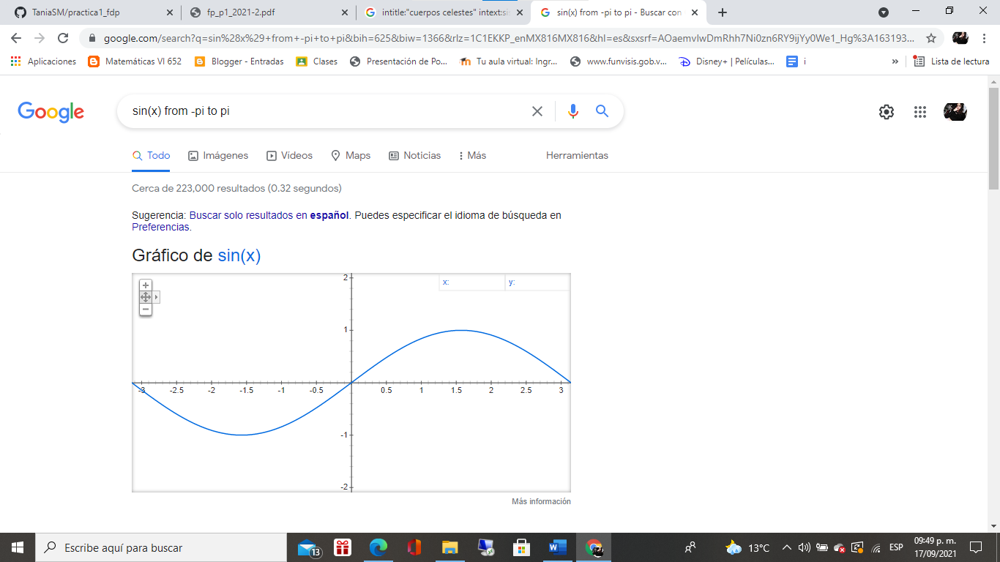 TaniaSM/practica1_fdp
fp_p1_2021-2.pdf
intitle:"cuerpos celestes" intext:sis
sin(x) from -pi to pi - Buscar con
google.com/search?q=sin%28x%29+from+-pi+to+pi&bih=625&biw=1366&rlz=1C1EKKP_enMX816MX816&hl=es&sxsrf=AOaemvIwDmRhh7Ni0zn6RY9ijYy0We1_Hg%3A163193...
Aplicaciones
Matemáticas VI 652
Blogger - Entradas
Clases
Presentación de Po...
Tu aula virtual: Ingr...
www.funvisis.gob.v...
Disney+ | Películas...
i
»
Lista de lectura
Google
sin(x) from -pi to pi
Todo
Imágenes
Videos
Maps
Noticias
Más
Herramientas
Cerca de 223,000 resultados (0.32 segundos)
Sugerencia: Buscar solo resultados en español. Puedes especificar el idioma de búsqueda en
Preferencias.
Gráfico de sin(x)
x:
y:
2
1
-3 -2.5 -2 -1.5 -1 -0.5 0.5 1 1.5 2 2.5 3
-1
-2
Más información
Escribe aquí para buscar
13
13°C
ESP
09:49 p. m.
17/09/2021